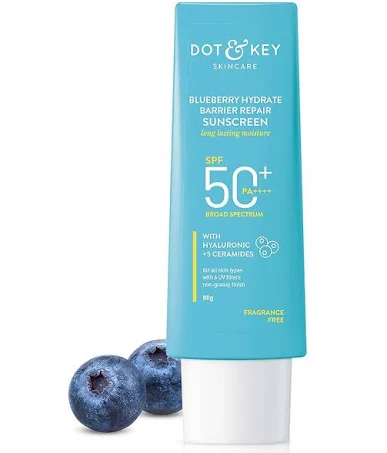 DOT & KEY
SKINCARE
BLUEBERRY HYDRATE
BARRIER REPAIR
SUNSCREEN
long lasting moisture
SPF
50+
PA++++
BROAD SPECTRUM
WITH
HYALURONIC
+5 CERAMIDES
for all skin types
with 4 UV filters
non-greasy finish
80g
FRAGRANCE
FREE